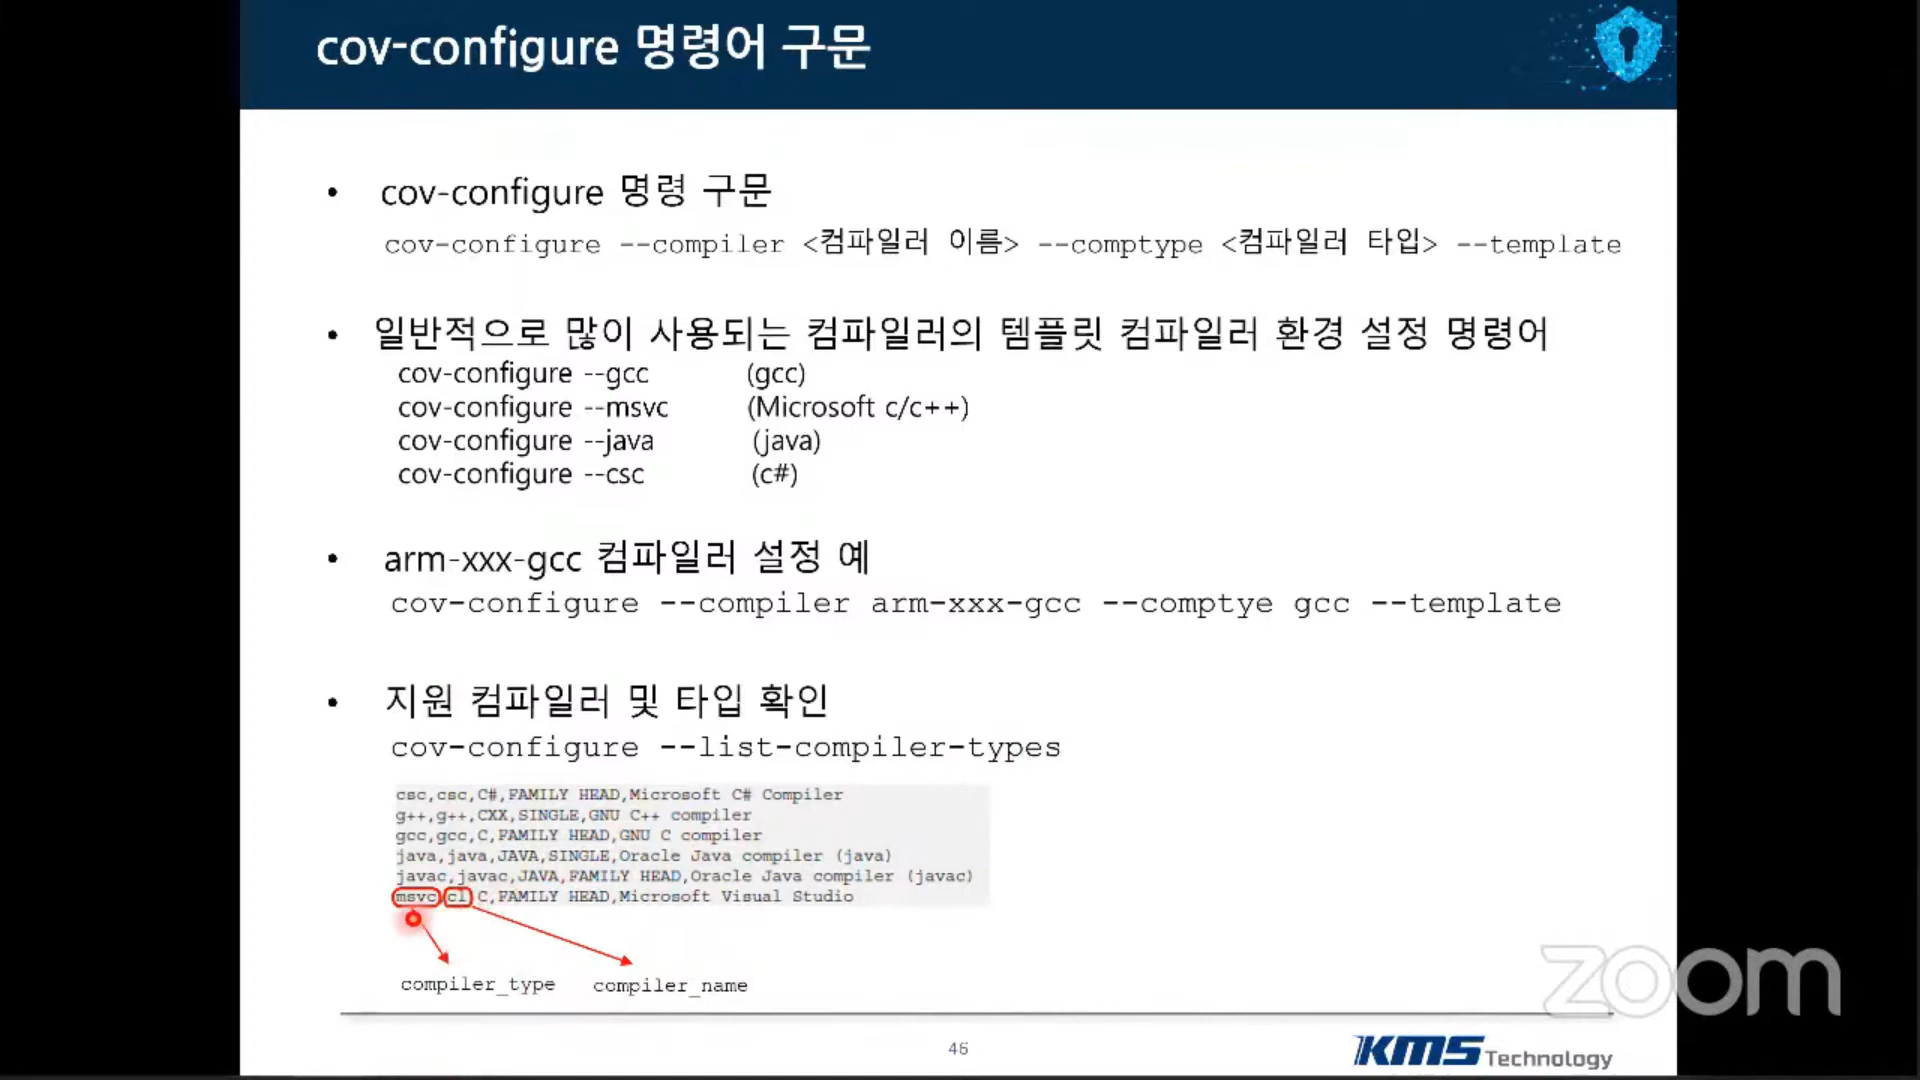 cov-configure 명령어 구문
• cov-configure 명령 구문
cov-configure --compiler <컴파일러 이름> --comptype <컴파일러 타입> --template
• 일반적으로 많이 사용되는 컴파일러의 템플릿 컴파일러 환경 설정 명령어
cov-configure --gcc (gcc)
cov-configure --msvc (Microsoft c/c++)
cov-configure --java (java)
cov-configure --csc (c#)
• arm-xxx-gcc 컴파일러 설정 예
cov-configure --compiler arm-xxx-gcc --comptye gcc --template
• 지원 컴파일러 및 타입 확인
cov-configure --list-compiler-types
csc,csc,C#,FAMILY HEAD,Microsoft C# Compiler
g++,g++,CXX,SINGLE,GNU C++ compiler
gcc,gcc,C,FAMILY HEAD,GNU C compiler
java,java,JAVA,SINGLE,Oracle Java compiler (java)
javac,javac,JAVA,FAMILY HEAD,Oracle Java compiler (javac)
msvc,cl,C,FAMILY HEAD,Microsoft Visual Studio
compiler_type compiler_name
zoom
46
KMS Technology